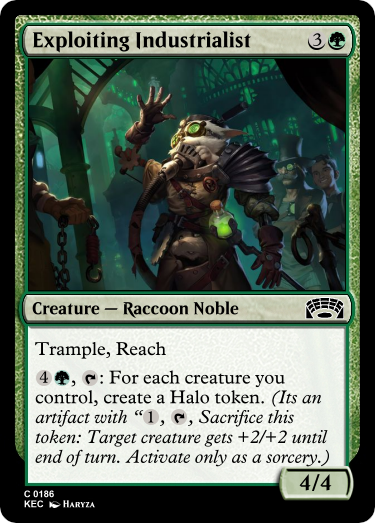 Exploiting Industrialist 3
Creature — Raccoon Noble
Trample, Reach
4, : For each creature you
control, create a Halo token. (Its an
artifact with “1, , Sacrifice this
token: Target creature gets +2/+2 until
end of turn. Activate only as a sorcery.)
4/4
C 0186
KEC Haryza